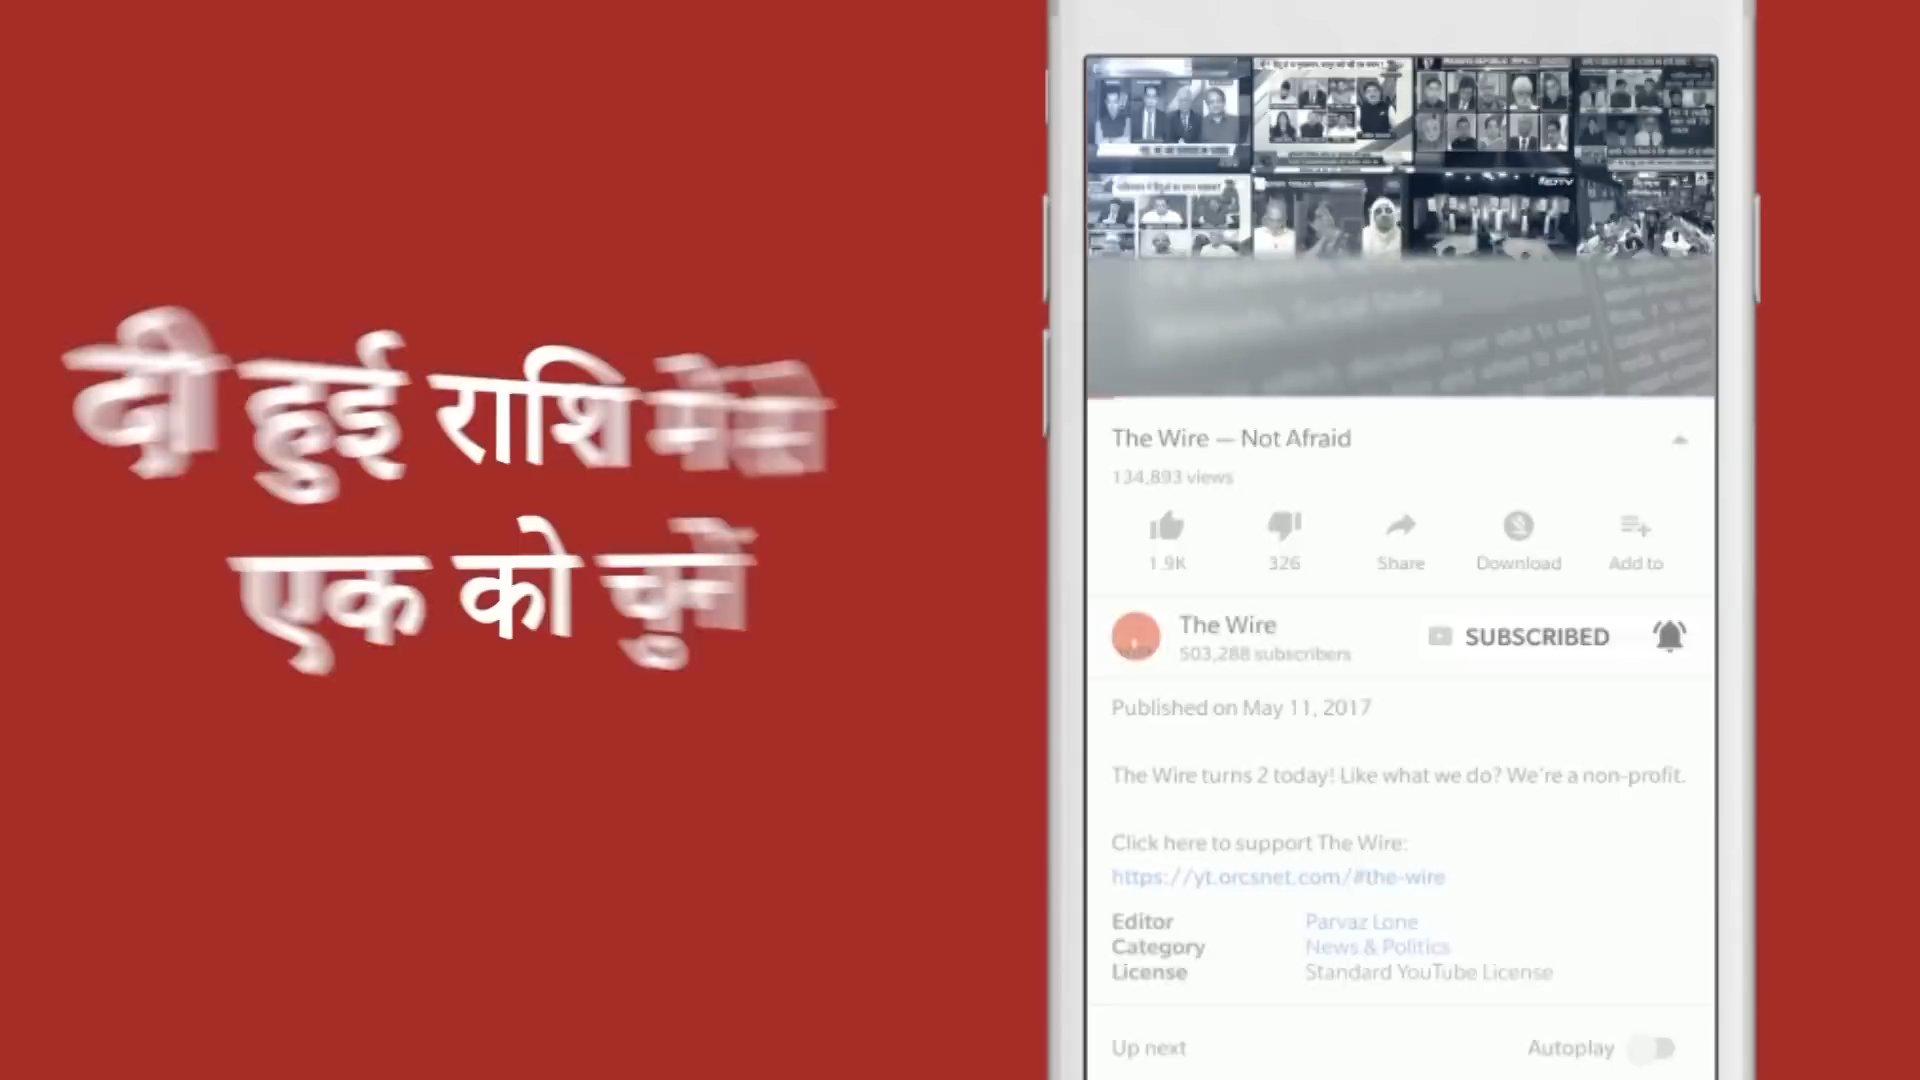 दी हुई राशि में से
एक को चुनें
NDTV
The Wire — Not Afraid
134,893 views
1.9K
326
Share
Download
Add to
The Wire
503,288 subscribers
SUBSCRIBED
Published on May 11, 2017
The Wire turns 2 today! Like what we do? We're a non-profit.
Click here to support The Wire:
https://yt.orcsnet.com/#the-wire
Editor Parvaz Lone
Category News & Politics
License Standard YouTube License
Up next Autoplay